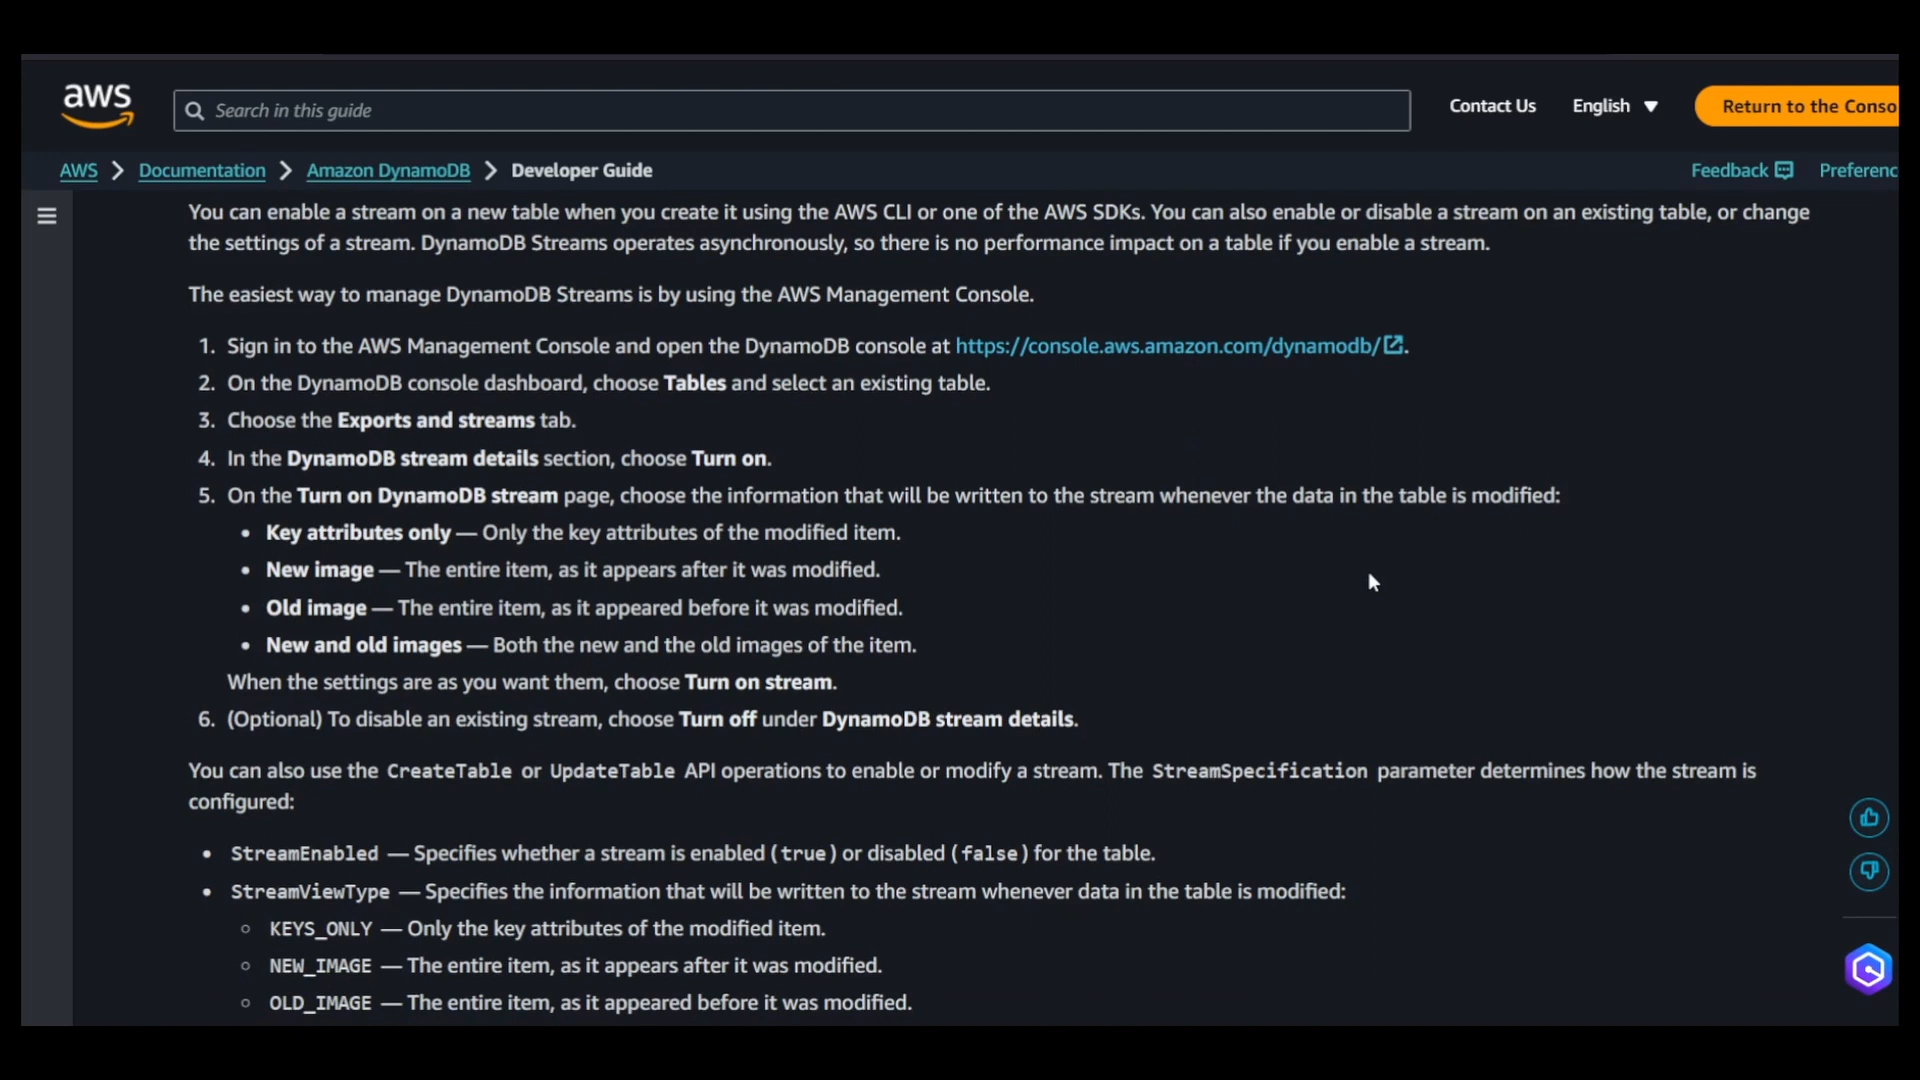 aws
Search in this guide
Contact Us
English
Return to the Conso
AWS > Documentation > Amazon DynamoDB > Developer Guide
Feedback
Preferenc
You can enable a stream on a new table when you create it using the AWS CLI or one of the AWS SDKs. You can also enable or disable a stream on an existing table, or change
the settings of a stream. DynamoDB Streams operates asynchronously, so there is no performance impact on a table if you enable a stream.
The easiest way to manage DynamoDB Streams is by using the AWS Management Console.
1. Sign in to the AWS Management Console and open the DynamoDB console at https://console.aws.amazon.com/dynamodb/.
2. On the DynamoDB console dashboard, choose Tables and select an existing table.
3. Choose the Exports and streams tab.
4. In the DynamoDB stream details section, choose Turn on.
5. On the Turn on DynamoDB stream page, choose the information that will be written to the stream whenever the data in the table is modified:
• Key attributes only — Only the key attributes of the modified item.
• New image — The entire item, as it appears after it was modified.
• Old image — The entire item, as it appeared before it was modified.
• New and old images — Both the new and the old images of the item.
When the settings are as you want them, choose Turn on stream.
6. (Optional) To disable an existing stream, choose Turn off under DynamoDB stream details.
You can also use the CreateTable or UpdateTable API operations to enable or modify a stream. The StreamSpecification parameter determines how the stream is
configured:
• StreamEnabled — Specifies whether a stream is enabled (true) or disabled (false) for the table.
• StreamViewType — Specifies the information that will be written to the stream whenever data in the table is modified:
○ KEYS_ONLY — Only the key attributes of the modified item.
○ NEW_IMAGE — The entire item, as it appears after it was modified.
○ OLD_IMAGE — The entire item, as it appeared before it was modified.